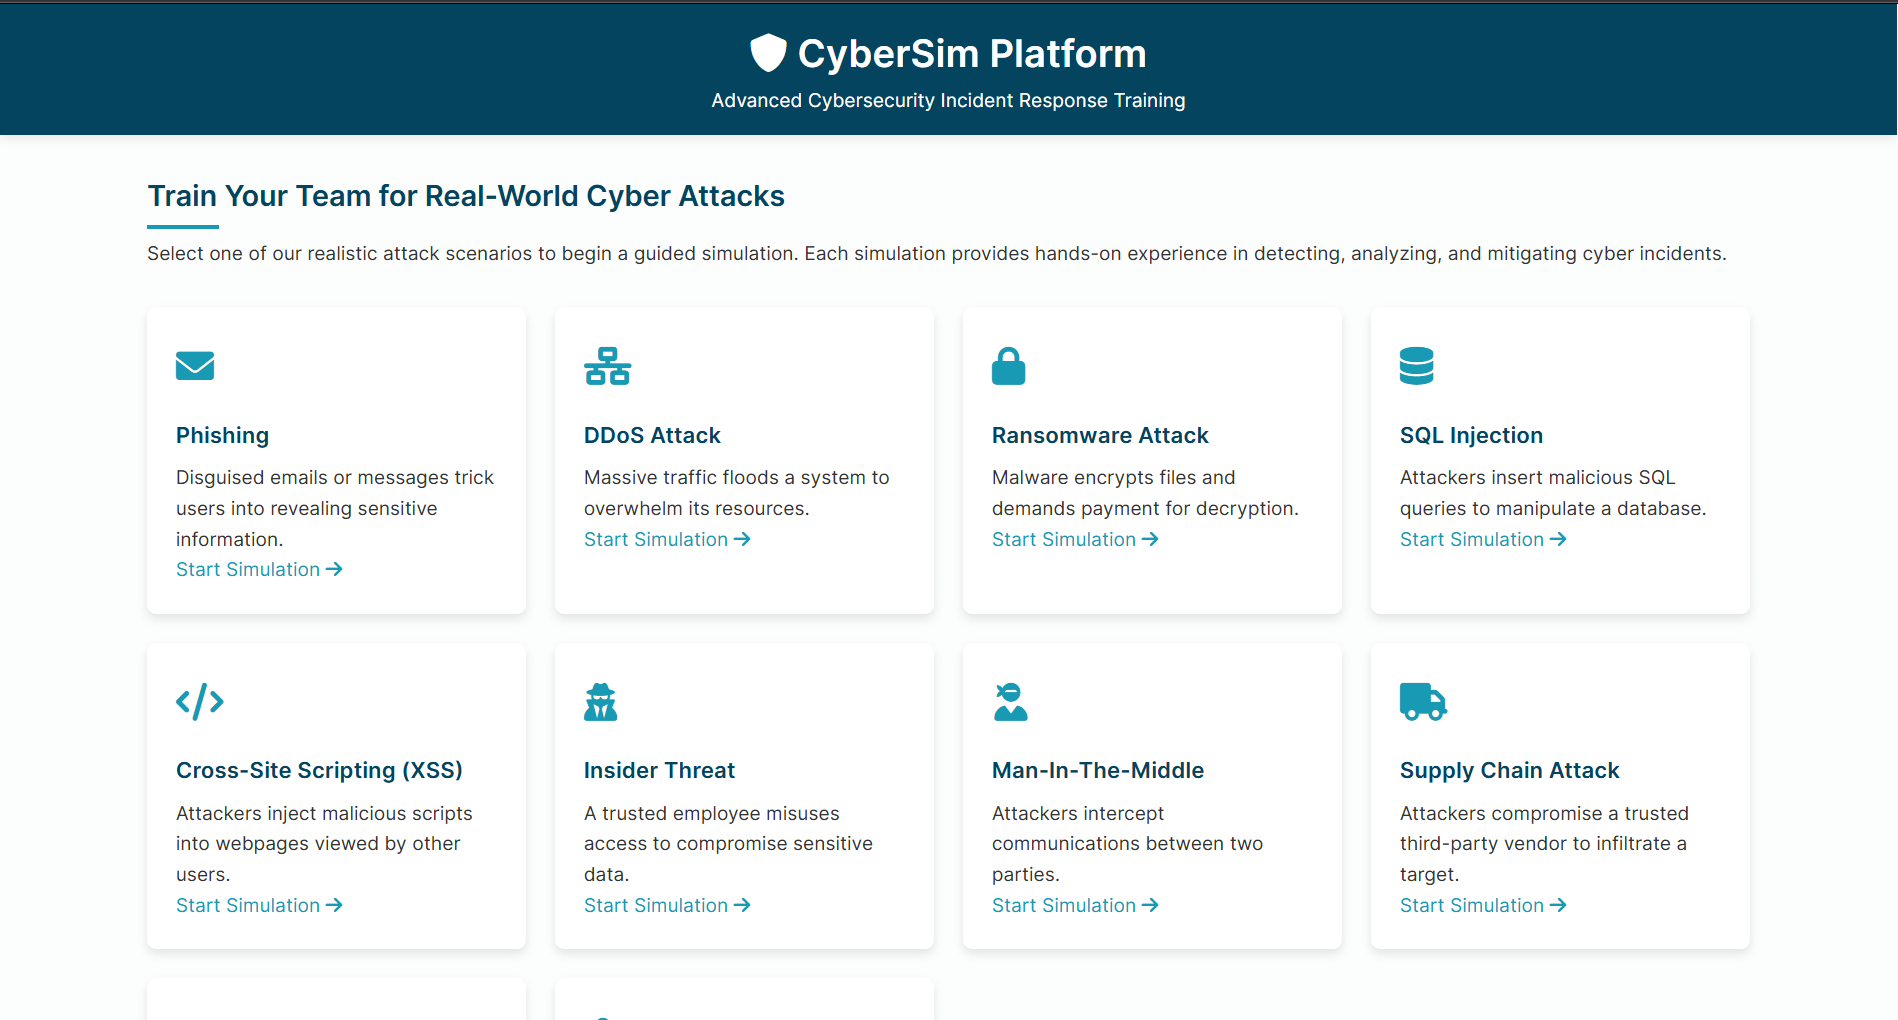 CyberSim Platform
Advanced Cybersecurity Incident Response Training
Train Your Team for Real-World Cyber Attacks
Select one of our realistic attack scenarios to begin a guided simulation. Each simulation provides hands-on experience in detecting, analyzing, and mitigating cyber incidents.
Phishing
Disguised emails or messages trick
users into revealing sensitive
information.
Start Simulation →
DDoS Attack
Massive traffic floods a system to
overwhelm its resources.
Start Simulation →
Ransomware Attack
Malware encrypts files and
demands payment for decryption.
Start Simulation →
SQL Injection
Attackers insert malicious SQL
queries to manipulate a database.
Start Simulation →
Cross-Site Scripting (XSS)
Attackers inject malicious scripts
into webpages viewed by other
users.
Start Simulation →
Insider Threat
A trusted employee misuses
access to compromise sensitive
data.
Start Simulation →
Man-In-The-Middle
Attackers intercept
communications between two
parties.
Start Simulation →
Supply Chain Attack
Attackers compromise a trusted
third-party vendor to infiltrate a
target.
Start Simulation →